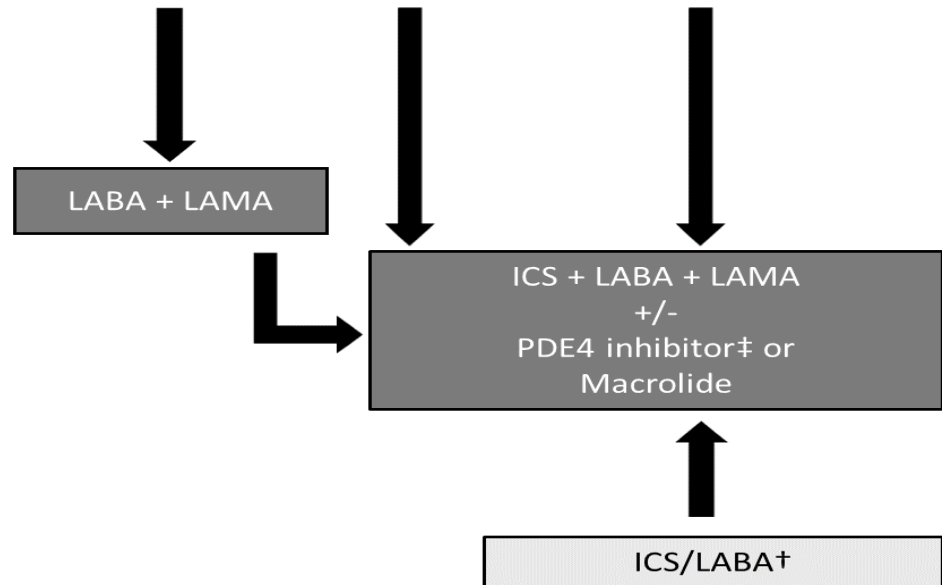 LABA + LAMA
ICS + LABA + LAMA
+/-
PDE4 inhibitor‡ or
Macrolide
ICS/LABA†